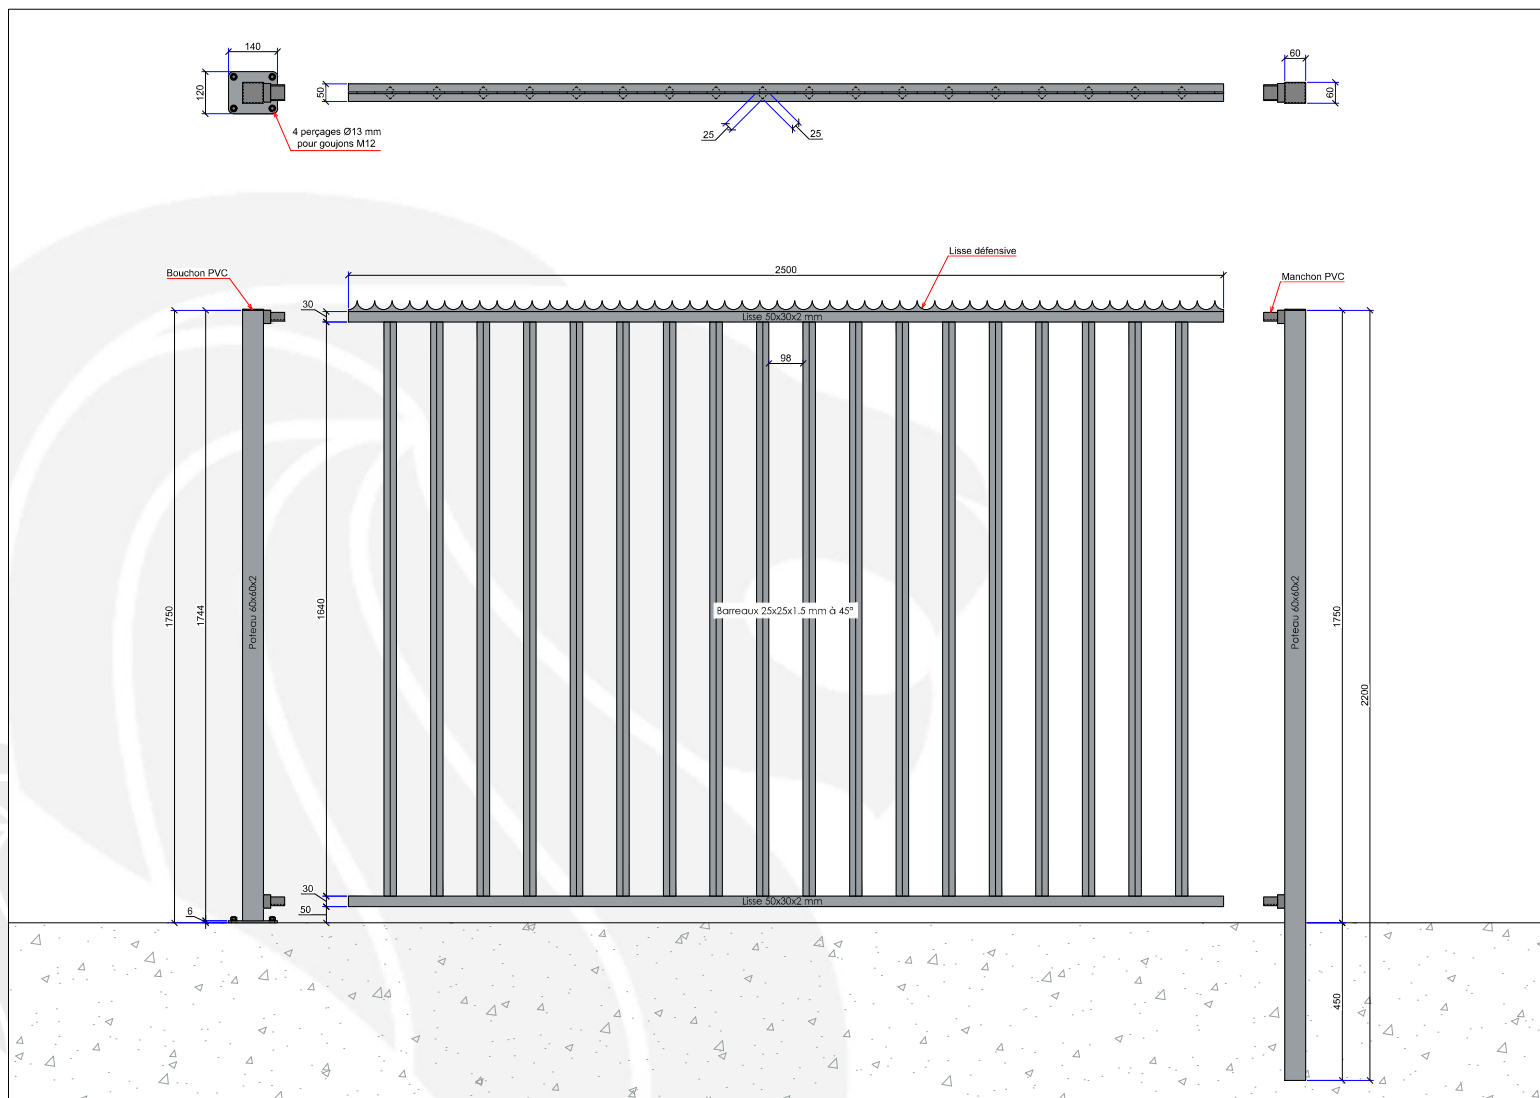 140
120
4 perçages Ø13 mm
pour goujons M12
50
25
25
60
60
Bouchon PVC
Lisse défensive
2500
Manchon PVC
30
Lisse 50x30x2 mm
98
1750
1744
Poteau 60x60x2
1640
Barreaux 25x25x1.5 mm à 45°
Poteau 60x60x2
1750
2200
30
50
6
Lisse 50x30x2 mm
450